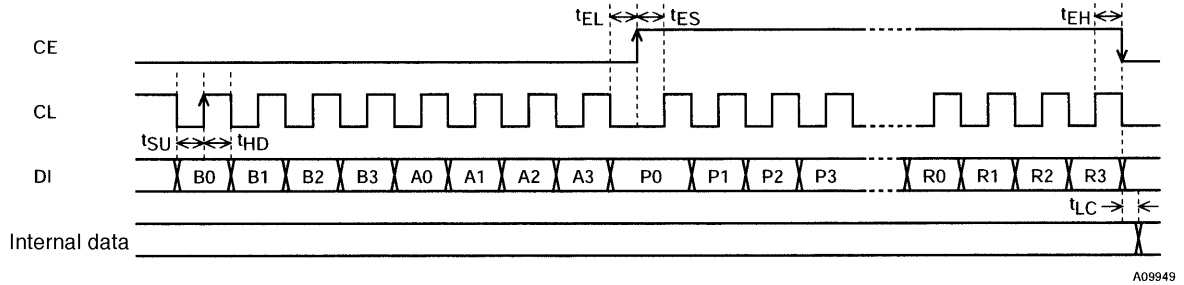 tEL tES tEH
CE
CL
tSU tHD
DI B0 B1 B2 B3 A0 A1 A2 A3 P0 P1 P2 P3 R0 R1 R2 R3
tLC
Internal data
A09949